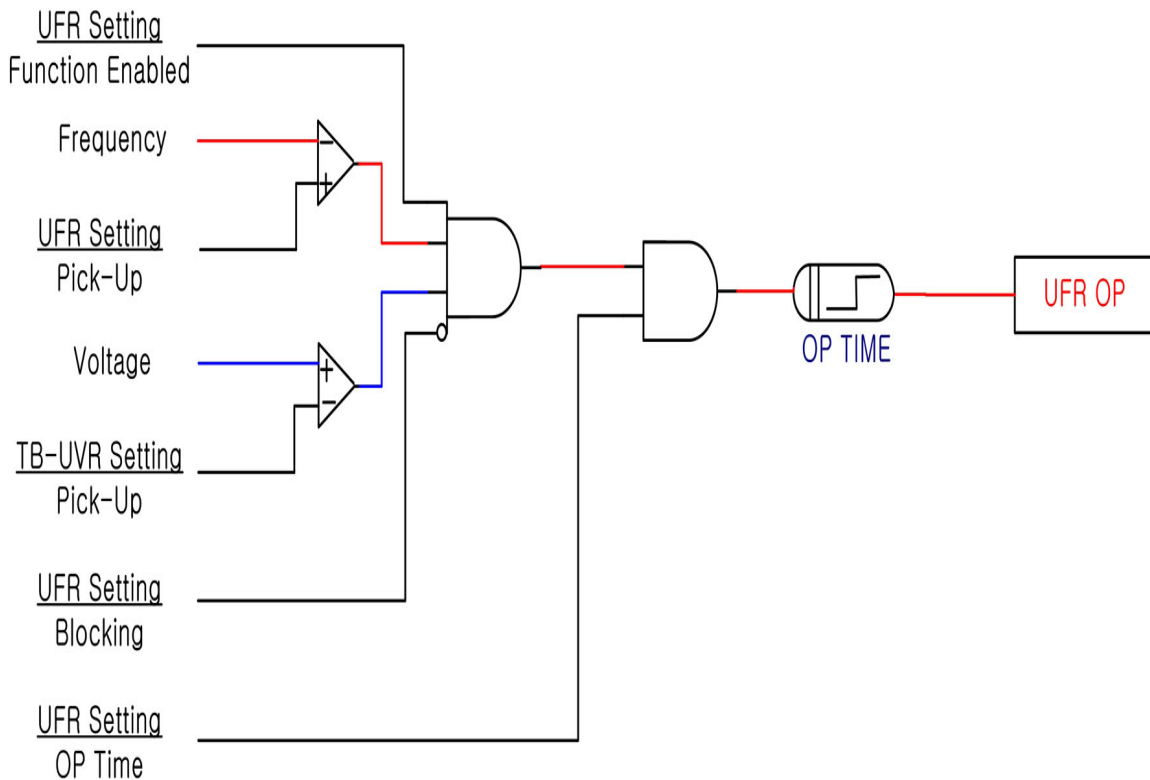 UFR Setting
Function Enabled
Frequency
UFR Setting
Pick-Up
Voltage
TB-UVR Setting
Pick-Up
UFR Setting
Blocking
UFR Setting
OP Time
OP TIME
UFR OP